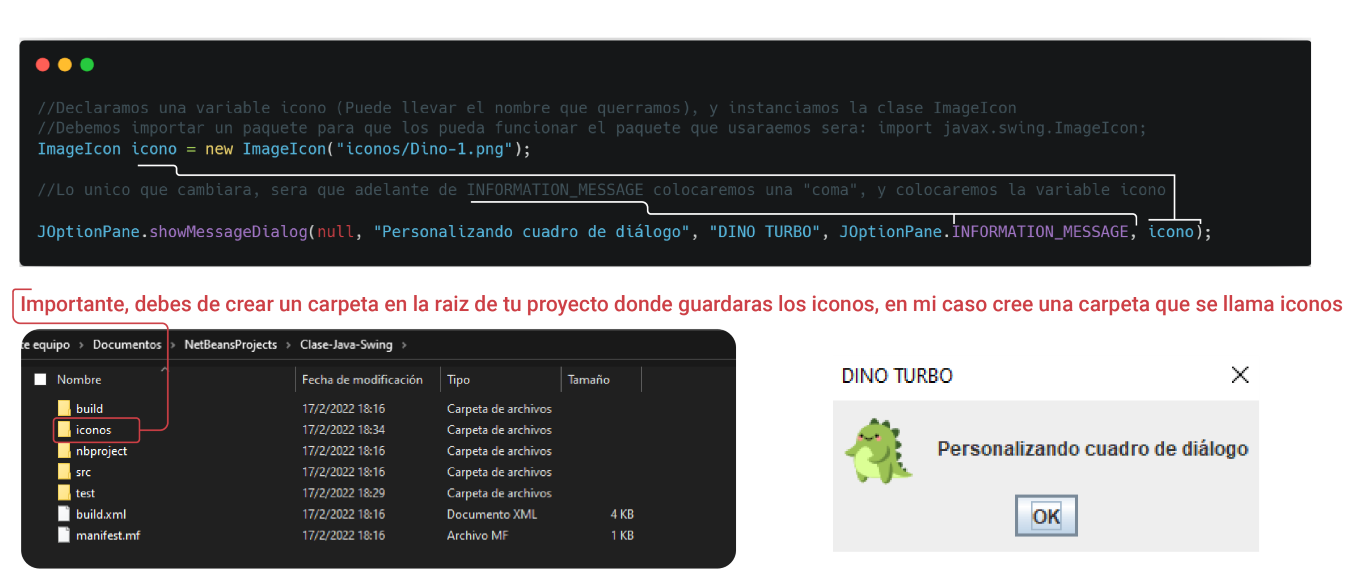 //Declaramos una variable icono (Puede llevar el nombre que querramos), y instanciamos la clase ImageIcon
//Debemos importar un paquete para que los pueda funcionar el paquete que usaraemos sera: import javax.swing.ImageIcon;
ImageIcon icono = new ImageIcon("iconos/Dino-1.png");
//Lo unico que cambiara, sera que adelante de INFORMATION_MESSAGE colocaremos una "coma", y colocaremos la variable icono
JOptionPane.showMessageDialog(null, "Personalizando cuadro de diálogo", "DINO TURBO", JOptionPane.INFORMATION_MESSAGE, icono);
Importante, debes de crear un carpeta en la raiz de tu proyecto donde guardaras los iconos, en mi caso cree una carpeta que se llama iconos
e equipo > Documentos > NetBeansProjects > Clase-Java-Swing >
Nombre Fecha de modificación Tipo Tamaño
build 17/2/2022 18:16 Carpeta de archivos
iconos 17/2/2022 18:34 Carpeta de archivos
nbproject 17/2/2022 18:16 Carpeta de archivos
src 17/2/2022 18:16 Carpeta de archivos
test 17/2/2022 18:29 Carpeta de archivos
build.xml 17/2/2022 18:16 Documento XML 4 KB
manifest.mf 17/2/2022 18:16 Archivo MF 1 KB
DINO TURBO
Personalizando cuadro de diálogo
OK